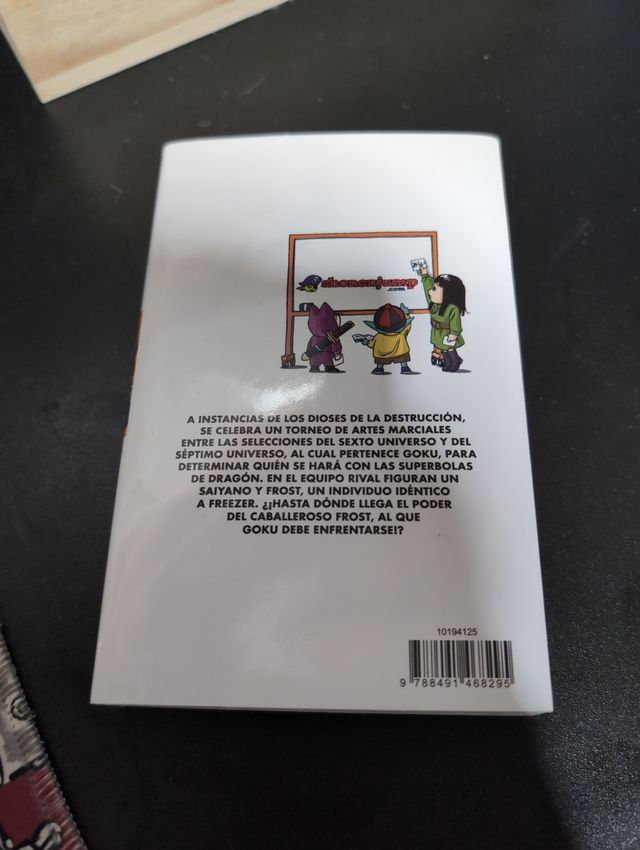 shonenjump
.com
A INSTANCIAS DE LOS DIOSES DE LA DESTRUCCIÓN,
SE CELEBRA UN TORNEO DE ARTES MARCIALES
ENTRE LAS SELECCIONES DEL SEXTO UNIVERSO Y DEL
SÉPTIMO UNIVERSO, AL CUAL PERTENECE GOKU, PARA
DETERMINAR QUIÉN SE HARÁ CON LAS SUPERBOLAS
DE DRAGÓN. EN EL EQUIPO RIVAL FIGURAN UN
SAIYANO Y FROST, UN INDIVIDUO IDÉNTICO
A FREEZER. ¿¡HASTA DÓNDE LLEGA EL PODER
DEL CABALLEROSO FROST, AL QUE
GOKU DEBE ENFRENTARSE!?
10194125
9 788491 468295